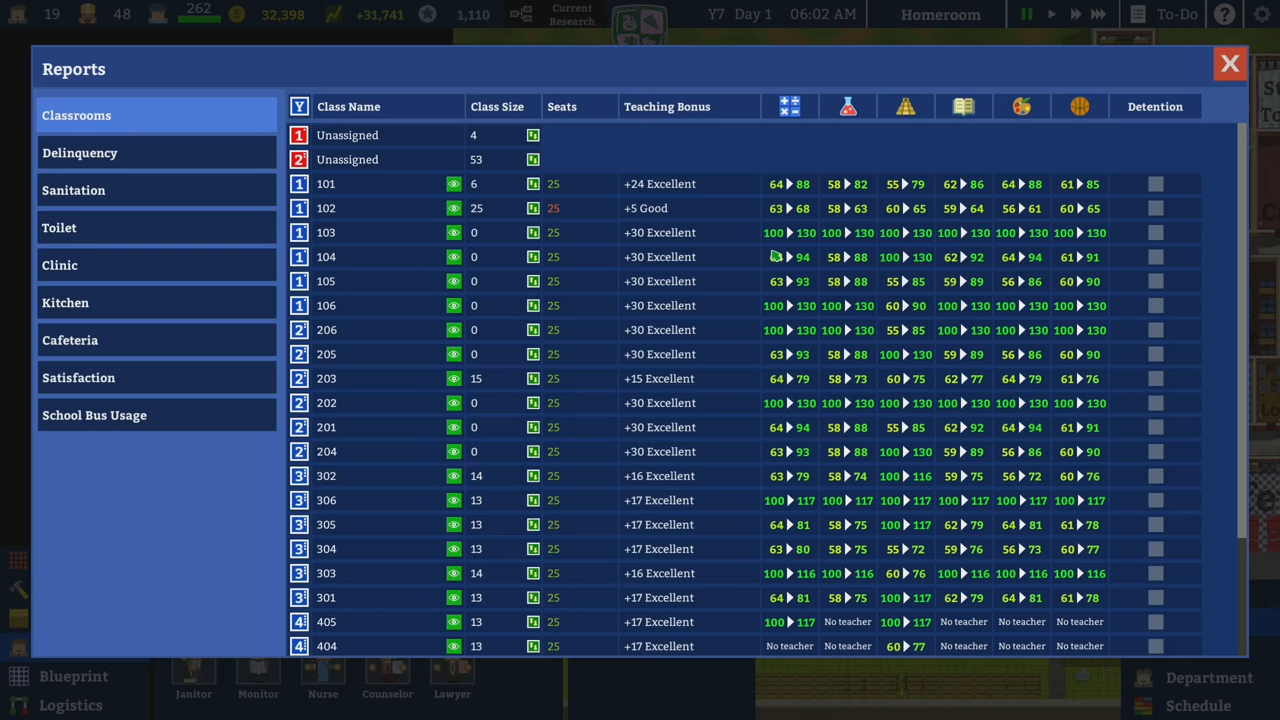 19 48 262 32,398 +31,741 1,110 Current Research Y7 Day 1 06:02 AM Homeroom To-Do ?
Reports X
Classrooms
Delinquency
Sanitation
Toilet
Clinic
Kitchen
Cafeteria
Satisfaction
School Bus Usage
Y Class Name Class Size Seats Teaching Bonus Detention
1 Unassigned 4
2 Unassigned 53
1 101 6 25 +24 Excellent 64 88 58 82 55 79 62 86 64 88 61 85
1 102 25 25 +5 Good 63 68 58 63 60 65 59 64 56 61 60 65
1 103 0 25 +30 Excellent 100 130 100 130 100 130 100 130 100 130 100 130
1 104 0 25 +30 Excellent 94 58 88 100 130 62 92 64 94 61 91
1 105 0 25 +30 Excellent 63 93 58 88 55 85 59 89 56 86 60 90
1 106 0 25 +30 Excellent 100 130 100 130 60 90 100 130 100 130 100 130
2 206 0 25 +30 Excellent 100 130 100 130 55 85 100 130 100 130 100 130
2 205 0 25 +30 Excellent 63 93 58 88 100 130 59 89 56 86 60 90
2 203 15 25 +15 Excellent 64 79 58 73 60 75 62 77 64 79 61 76
2 202 0 25 +30 Excellent 100 130 100 130 100 130 100 130 100 130 100 130
2 201 0 25 +30 Excellent 64 94 58 88 55 85 62 92 64 94 61 91
2 204 0 25 +30 Excellent 63 93 58 88 100 130 59 89 56 86 60 90
3 302 14 25 +16 Excellent 63 79 58 74 100 116 59 75 56 72 60 76
3 306 13 25 +17 Excellent 100 117 100 117 100 117 100 117 100 117 100 117
3 305 13 25 +17 Excellent 64 81 58 75 100 117 62 79 64 81 61 78
3 304 13 25 +17 Excellent 63 80 58 75 55 72 59 76 56 73 60 77
3 303 14 25 +16 Excellent 100 116 100 116 60 76 100 116 100 116 100 116
3 301 13 25 +17 Excellent 64 81 58 75 100 117 62 79 64 81 61 78
4 405 13 25 +17 Excellent 100 117 No teacher 100 117 No teacher No teacher No teacher
4 404 13 25 +17 Excellent No teacher No teacher 60 77 No teacher No teacher No teacher
Blueprint Janitor Monitor Nurse Counselor Lawyer Department
Logistics Schedule